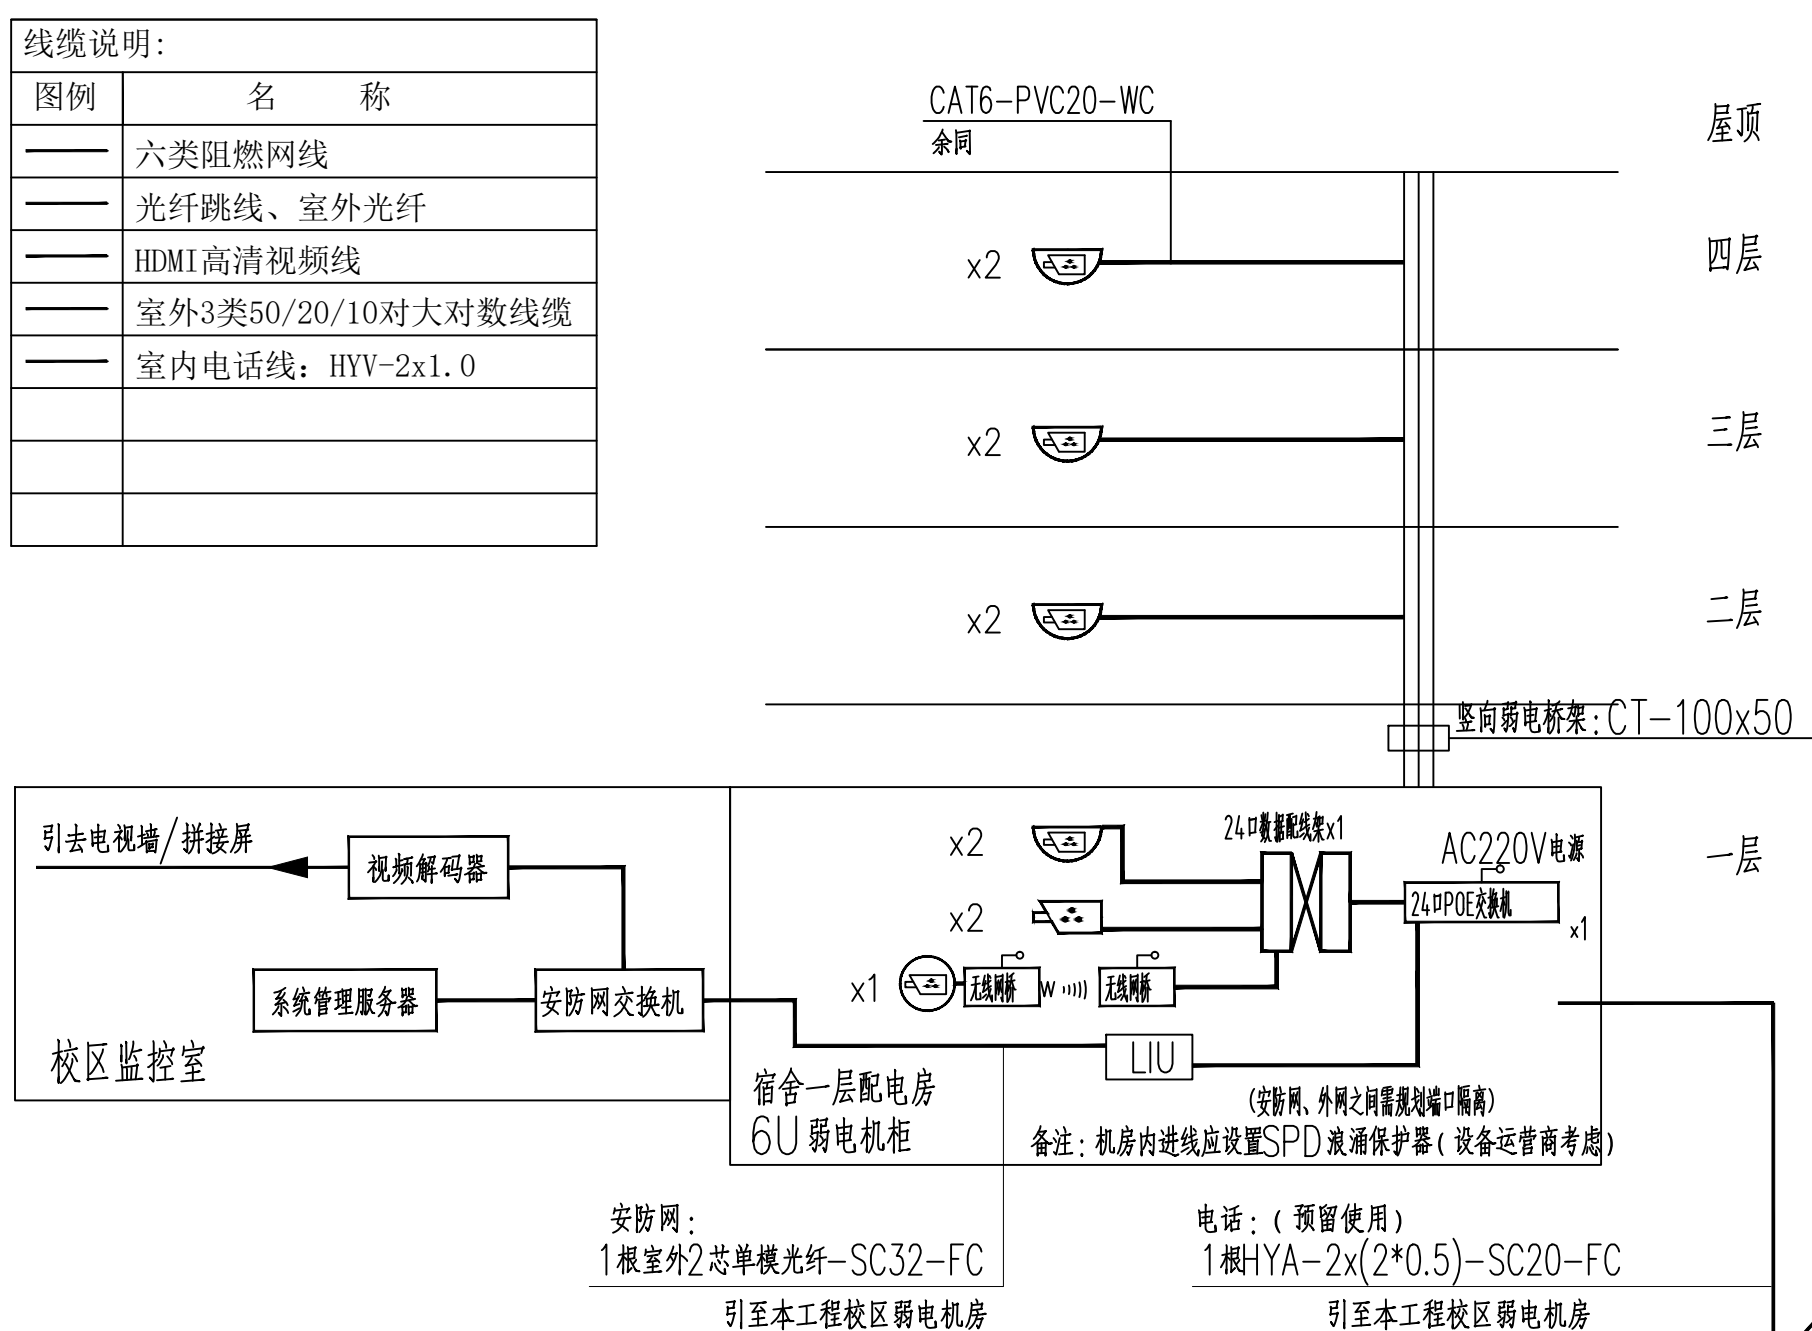 线缆说明:
图例 名 称
六类阻燃网线
光纤跳线、室外光纤
HDMI高清视频线
室外3类50/20/10对大对数线缆
室内电话线: HYV-2x1.0
CAT6-PVC20-WC
余同
屋顶
x2
四层
x2
三层
x2
二层
竖向弱电桥架:CT-100x50
引去电视墙/拼接屏
视频解码器
系统管理服务器
安防网交换机
校区监控室
x2
24口数据配线架x1
AC220V电源
一层
x2
24口POE交换机
x1
x1
无线网桥
W
无线网桥
LIU
宿舍一层配电房
6U弱电机柜
(安防网、外网之间需规划端口隔离)
备注:机房内进线应设置SPD浪涌保护器(设备运营商考虑)
安防网:
1根室外2芯单模光纤-SC32-FC
引至本工程校区弱电机房
电话:(预留使用)
1根HYA-2x(2*0.5)-SC20-FC
引至本工程校区弱电机房